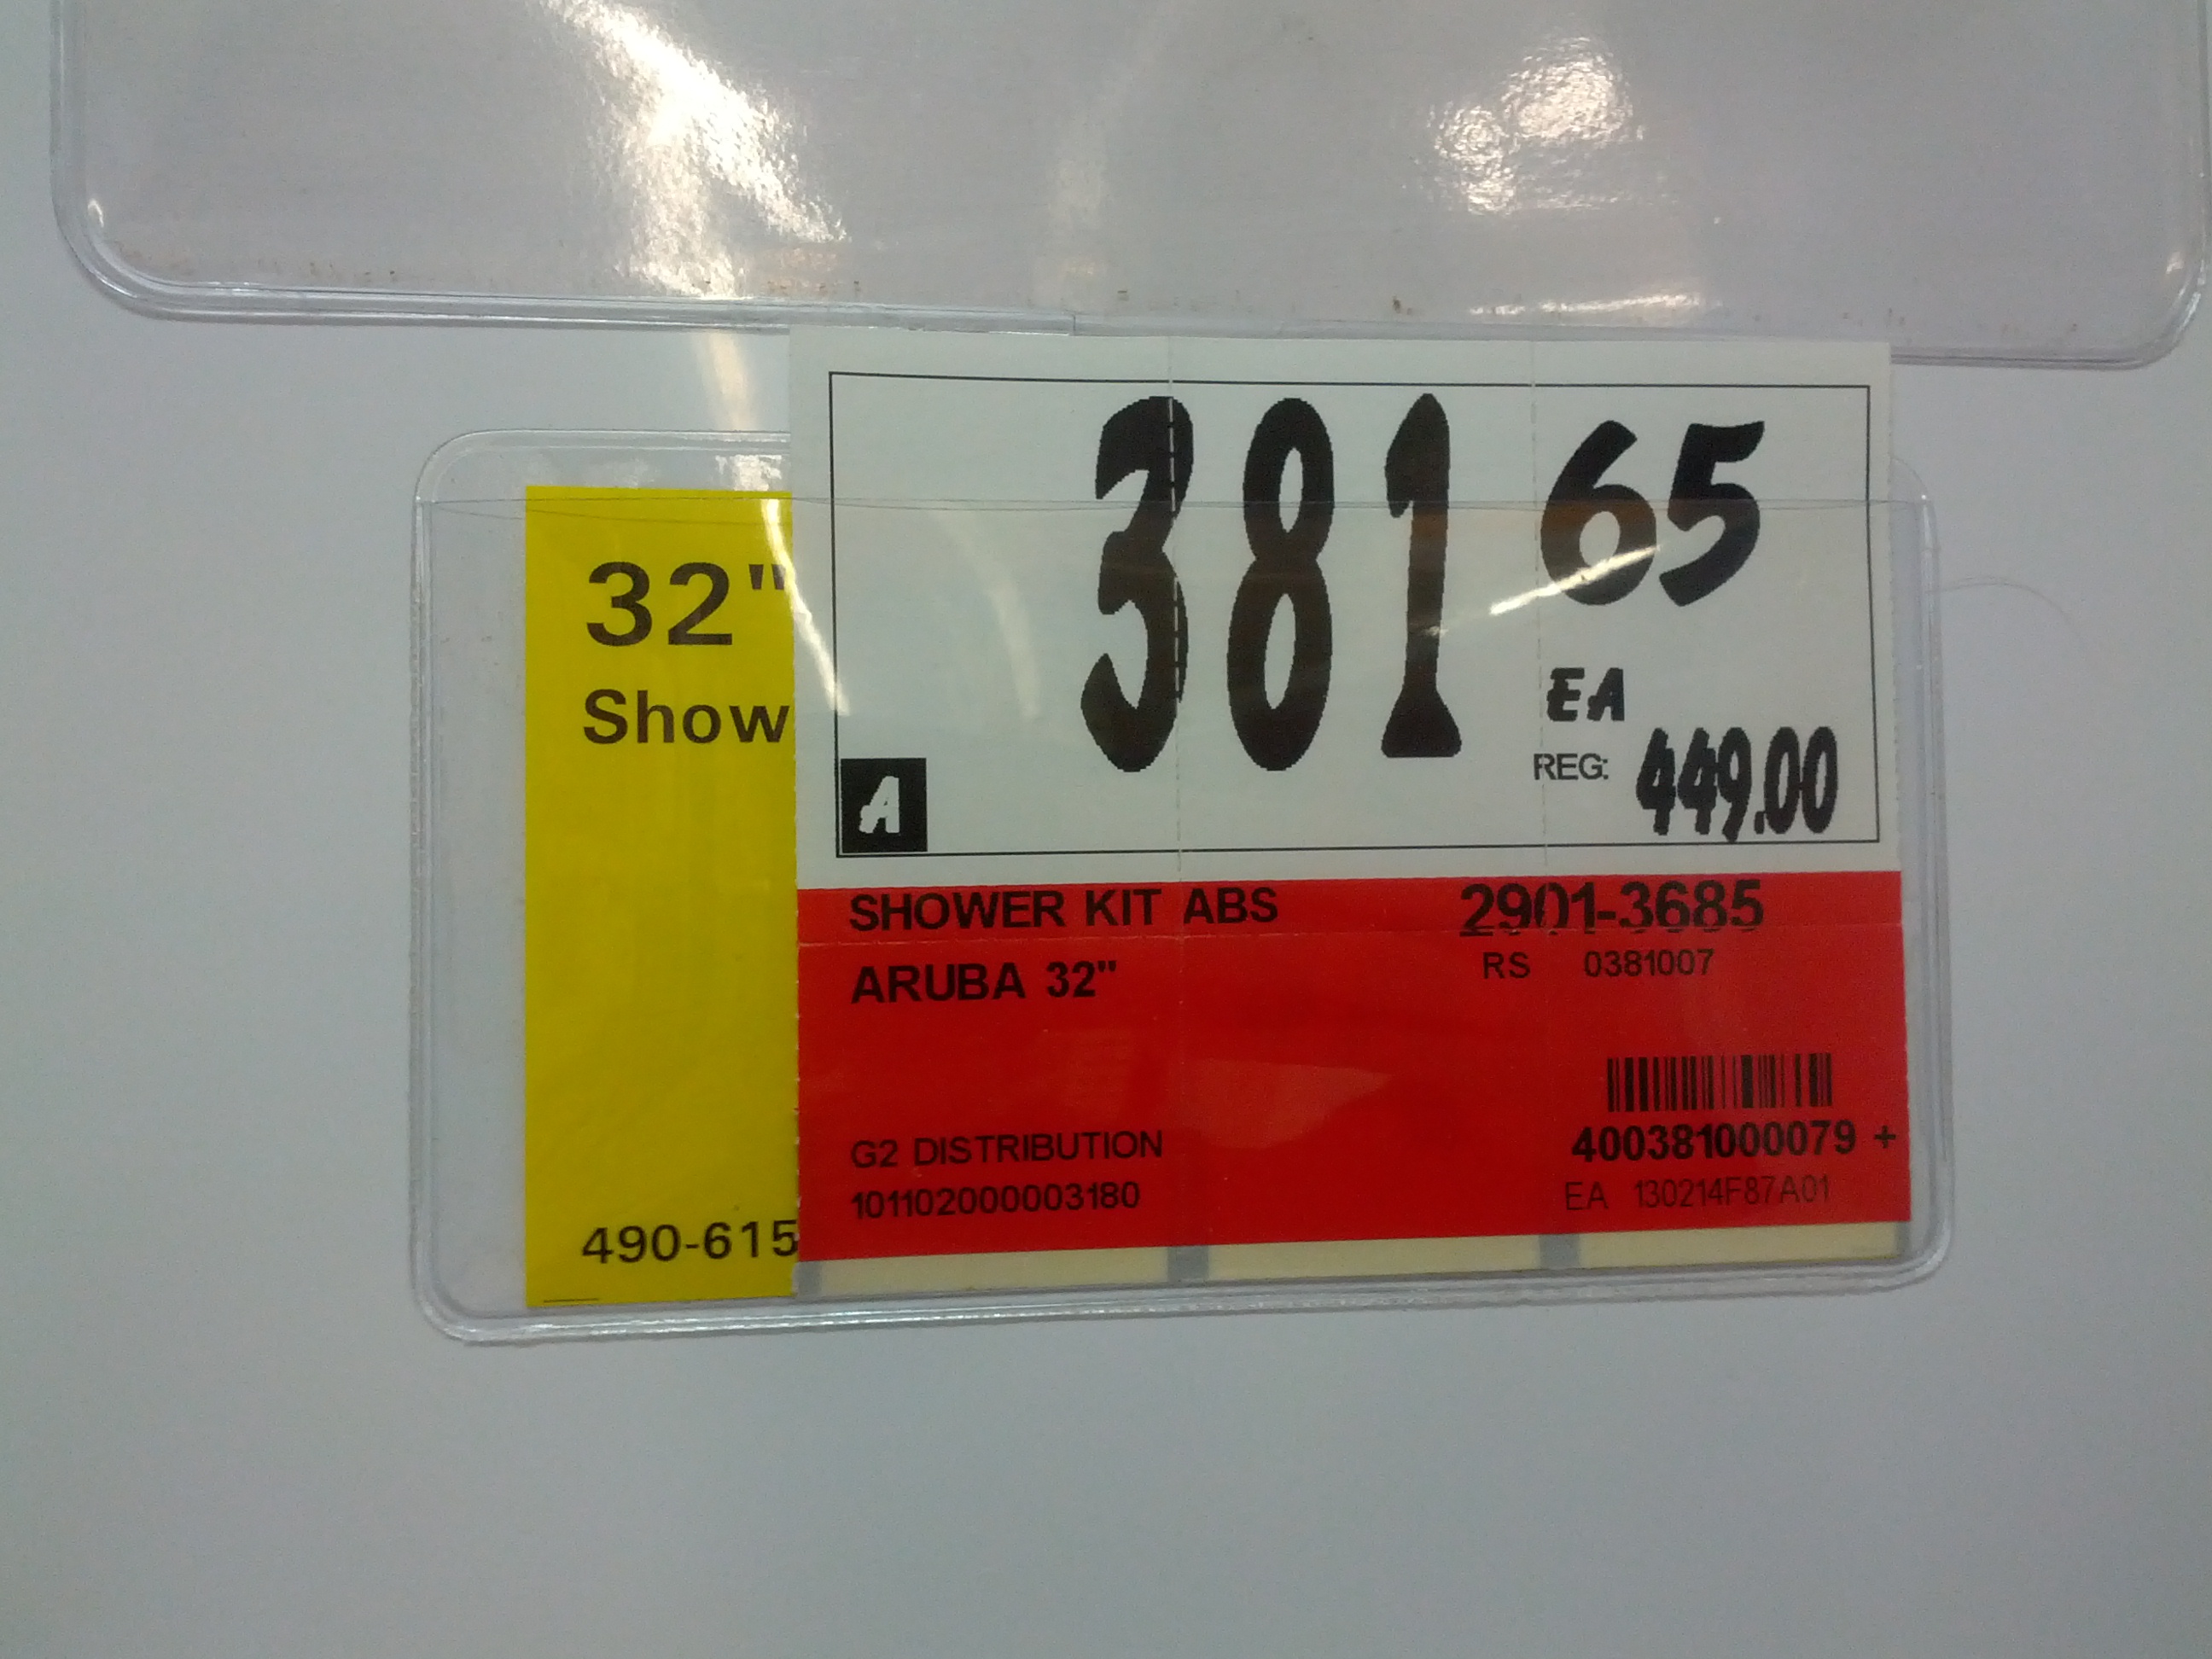 32"
Show
490-615
381 65
EA
REG: 449.00
A
SHOWER KIT ABS 2901-3685
RS 0381007
ARUBA 32"
400381000079 +
G2 DISTRIBUTION
101102000003180
EA 130214F87A01